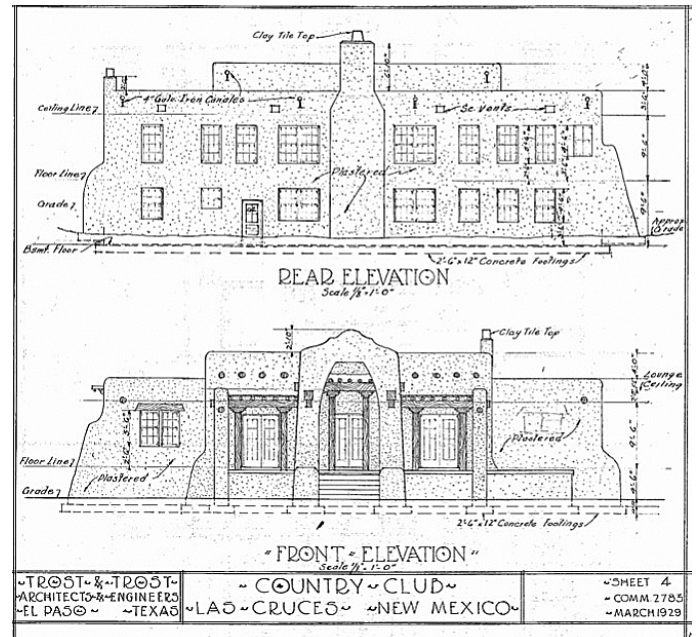 Clay Tile Top
4" Galv. Iron Canales
Sc. Vents
Ceiling Line
Plastered
Floor Line
Grade
Approx.
Grade
Bsmt. Floor
2'-6" x 12" Concrete Footings
REAR ELEVATION
Scale ⅛" = 1'-0"
Clay Tile Top
Lounge
Ceiling
Plastered
Floor Line
Plastered
Grade
2'-6" x 12" Concrete Footings
"FRONT - ELEVATION"
Scale ⅛" = 1'-0"
TROST & TROST
ARCHITECTS & ENGINEERS
EL PASO ~ TEXAS
~ COUNTRY ~ CLUB ~
~ LAS ~ CRUCES ~ NEW MEXICO ~
~ SHEET 4
~ COMM. 2785
~ MARCH 1929